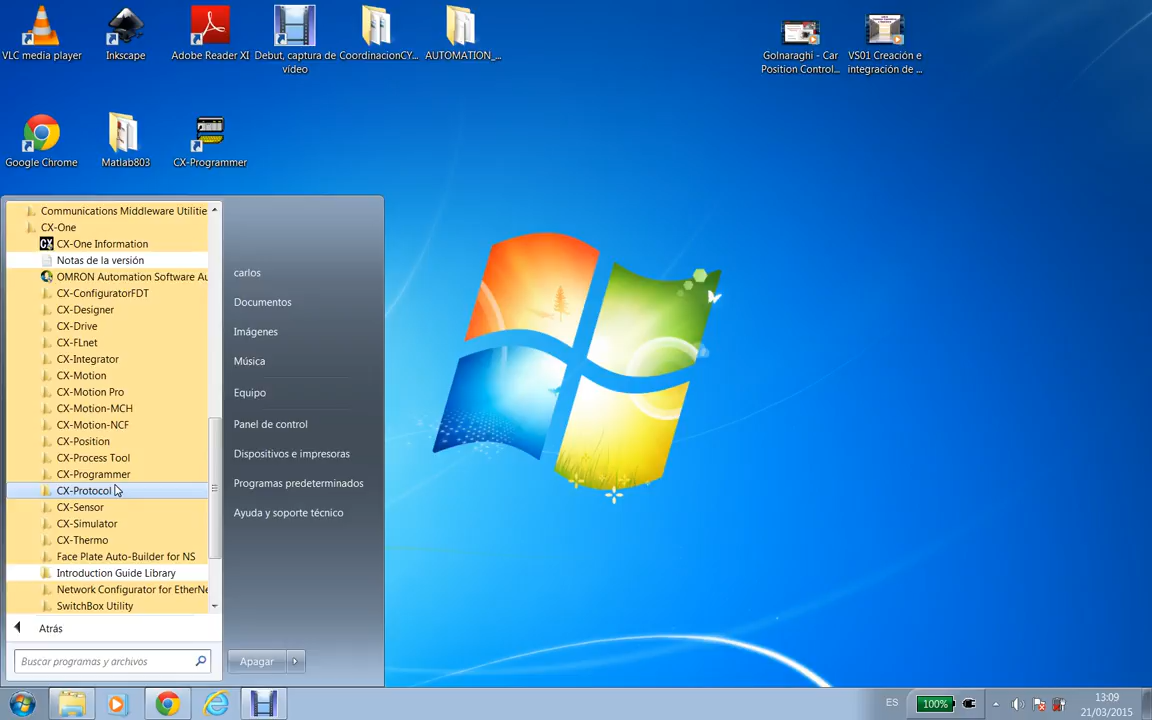 VLC media player
Inkscape
Adobe Reader XI
Debut, captura de
vídeo
CoordinacionCY...
AUTOMATION_...
Golnaraghi - Car
Position Control...
VS01 Creación e
integración de ...
Google Chrome
Matlab803
CX-Programmer
Communications Middleware Utilitie
CX-One
CX-One Information
Notas de la versión
OMRON Automation Software Au
CX-ConfiguratorFDT
CX-Designer
CX-Drive
CX-FLnet
CX-Integrator
CX-Motion
CX-Motion Pro
CX-Motion-MCH
CX-Motion-NCF
CX-Position
CX-Process Tool
CX-Programmer
CX-Protocol
CX-Sensor
CX-Simulator
CX-Thermo
Face Plate Auto-Builder for NS
Introduction Guide Library
Network Configurator for EtherNe
SwitchBox Utility
Atrás
Buscar programas y archivos
carlos
Documentos
Imágenes
Música
Equipo
Panel de control
Dispositivos e impresoras
Programas predeterminados
Ayuda y soporte técnico
Apagar
ES
100%
13:09
21/03/2015